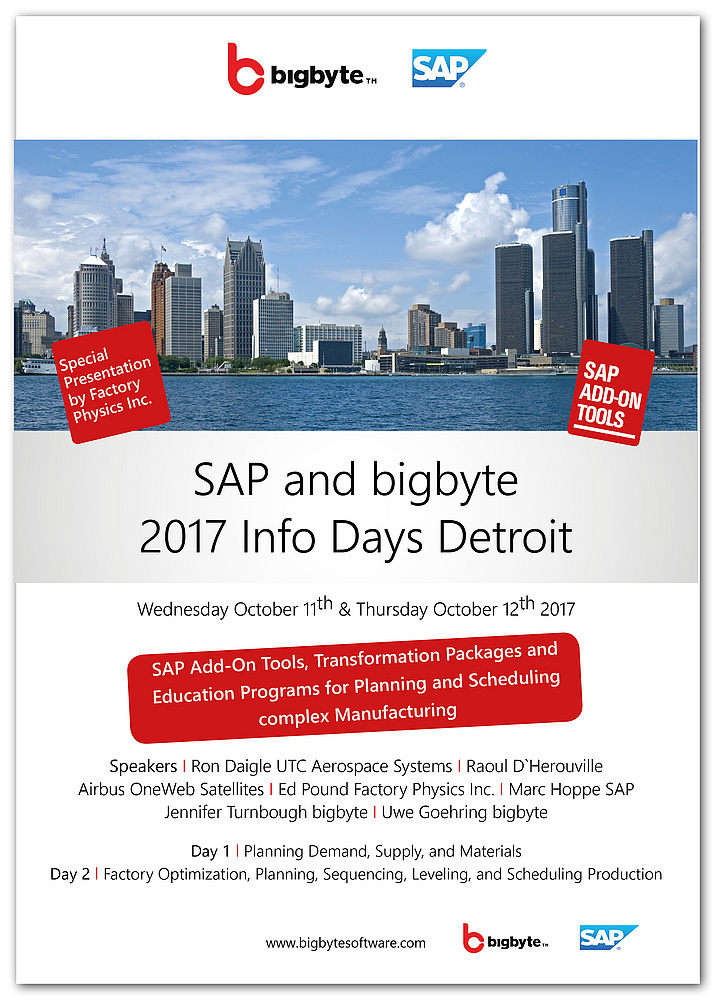 bigbyte™
SAP®
Special
Presentation
by Factory
Physics Inc.
SAP
ADD-ON
TOOLS
SAP and bigbyte
2017 Info Days Detroit
Wednesday October 11th & Thursday October 12th 2017
SAP Add-On Tools, Transformation Packages and
Education Programs for Planning and Scheduling
complex Manufacturing
Speakers | Ron Daigle UTC Aerospace Systems | Raoul D`Herouville
Airbus OneWeb Satellites | Ed Pound Factory Physics Inc. | Marc Hoppe SAP
Jennifer Turnbough bigbyte | Uwe Goehring bigbyte
Day 1 | Planning Demand, Supply, and Materials
Day 2 | Factory Optimization, Planning, Sequencing, Leveling, and Scheduling Production
www.bigbytesoftware.com
bigbyte™
SAP®